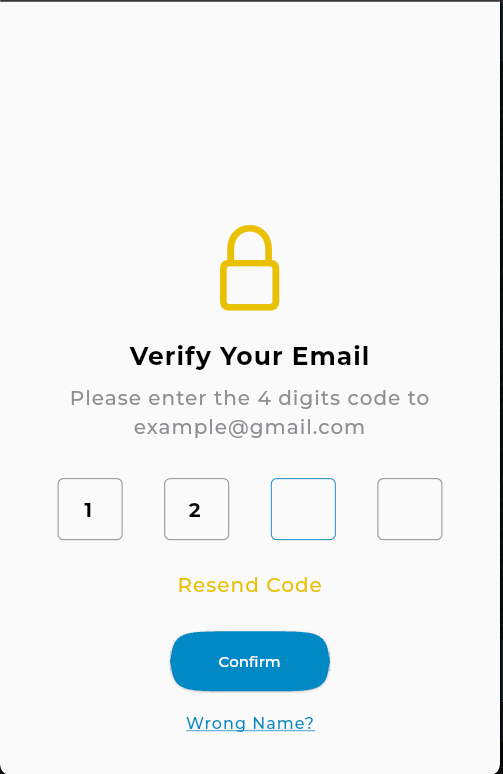 Verify Your Email
Please enter the 4 digits code to
example@gmail.com
1 2
Resend Code
Confirm
Wrong Name?